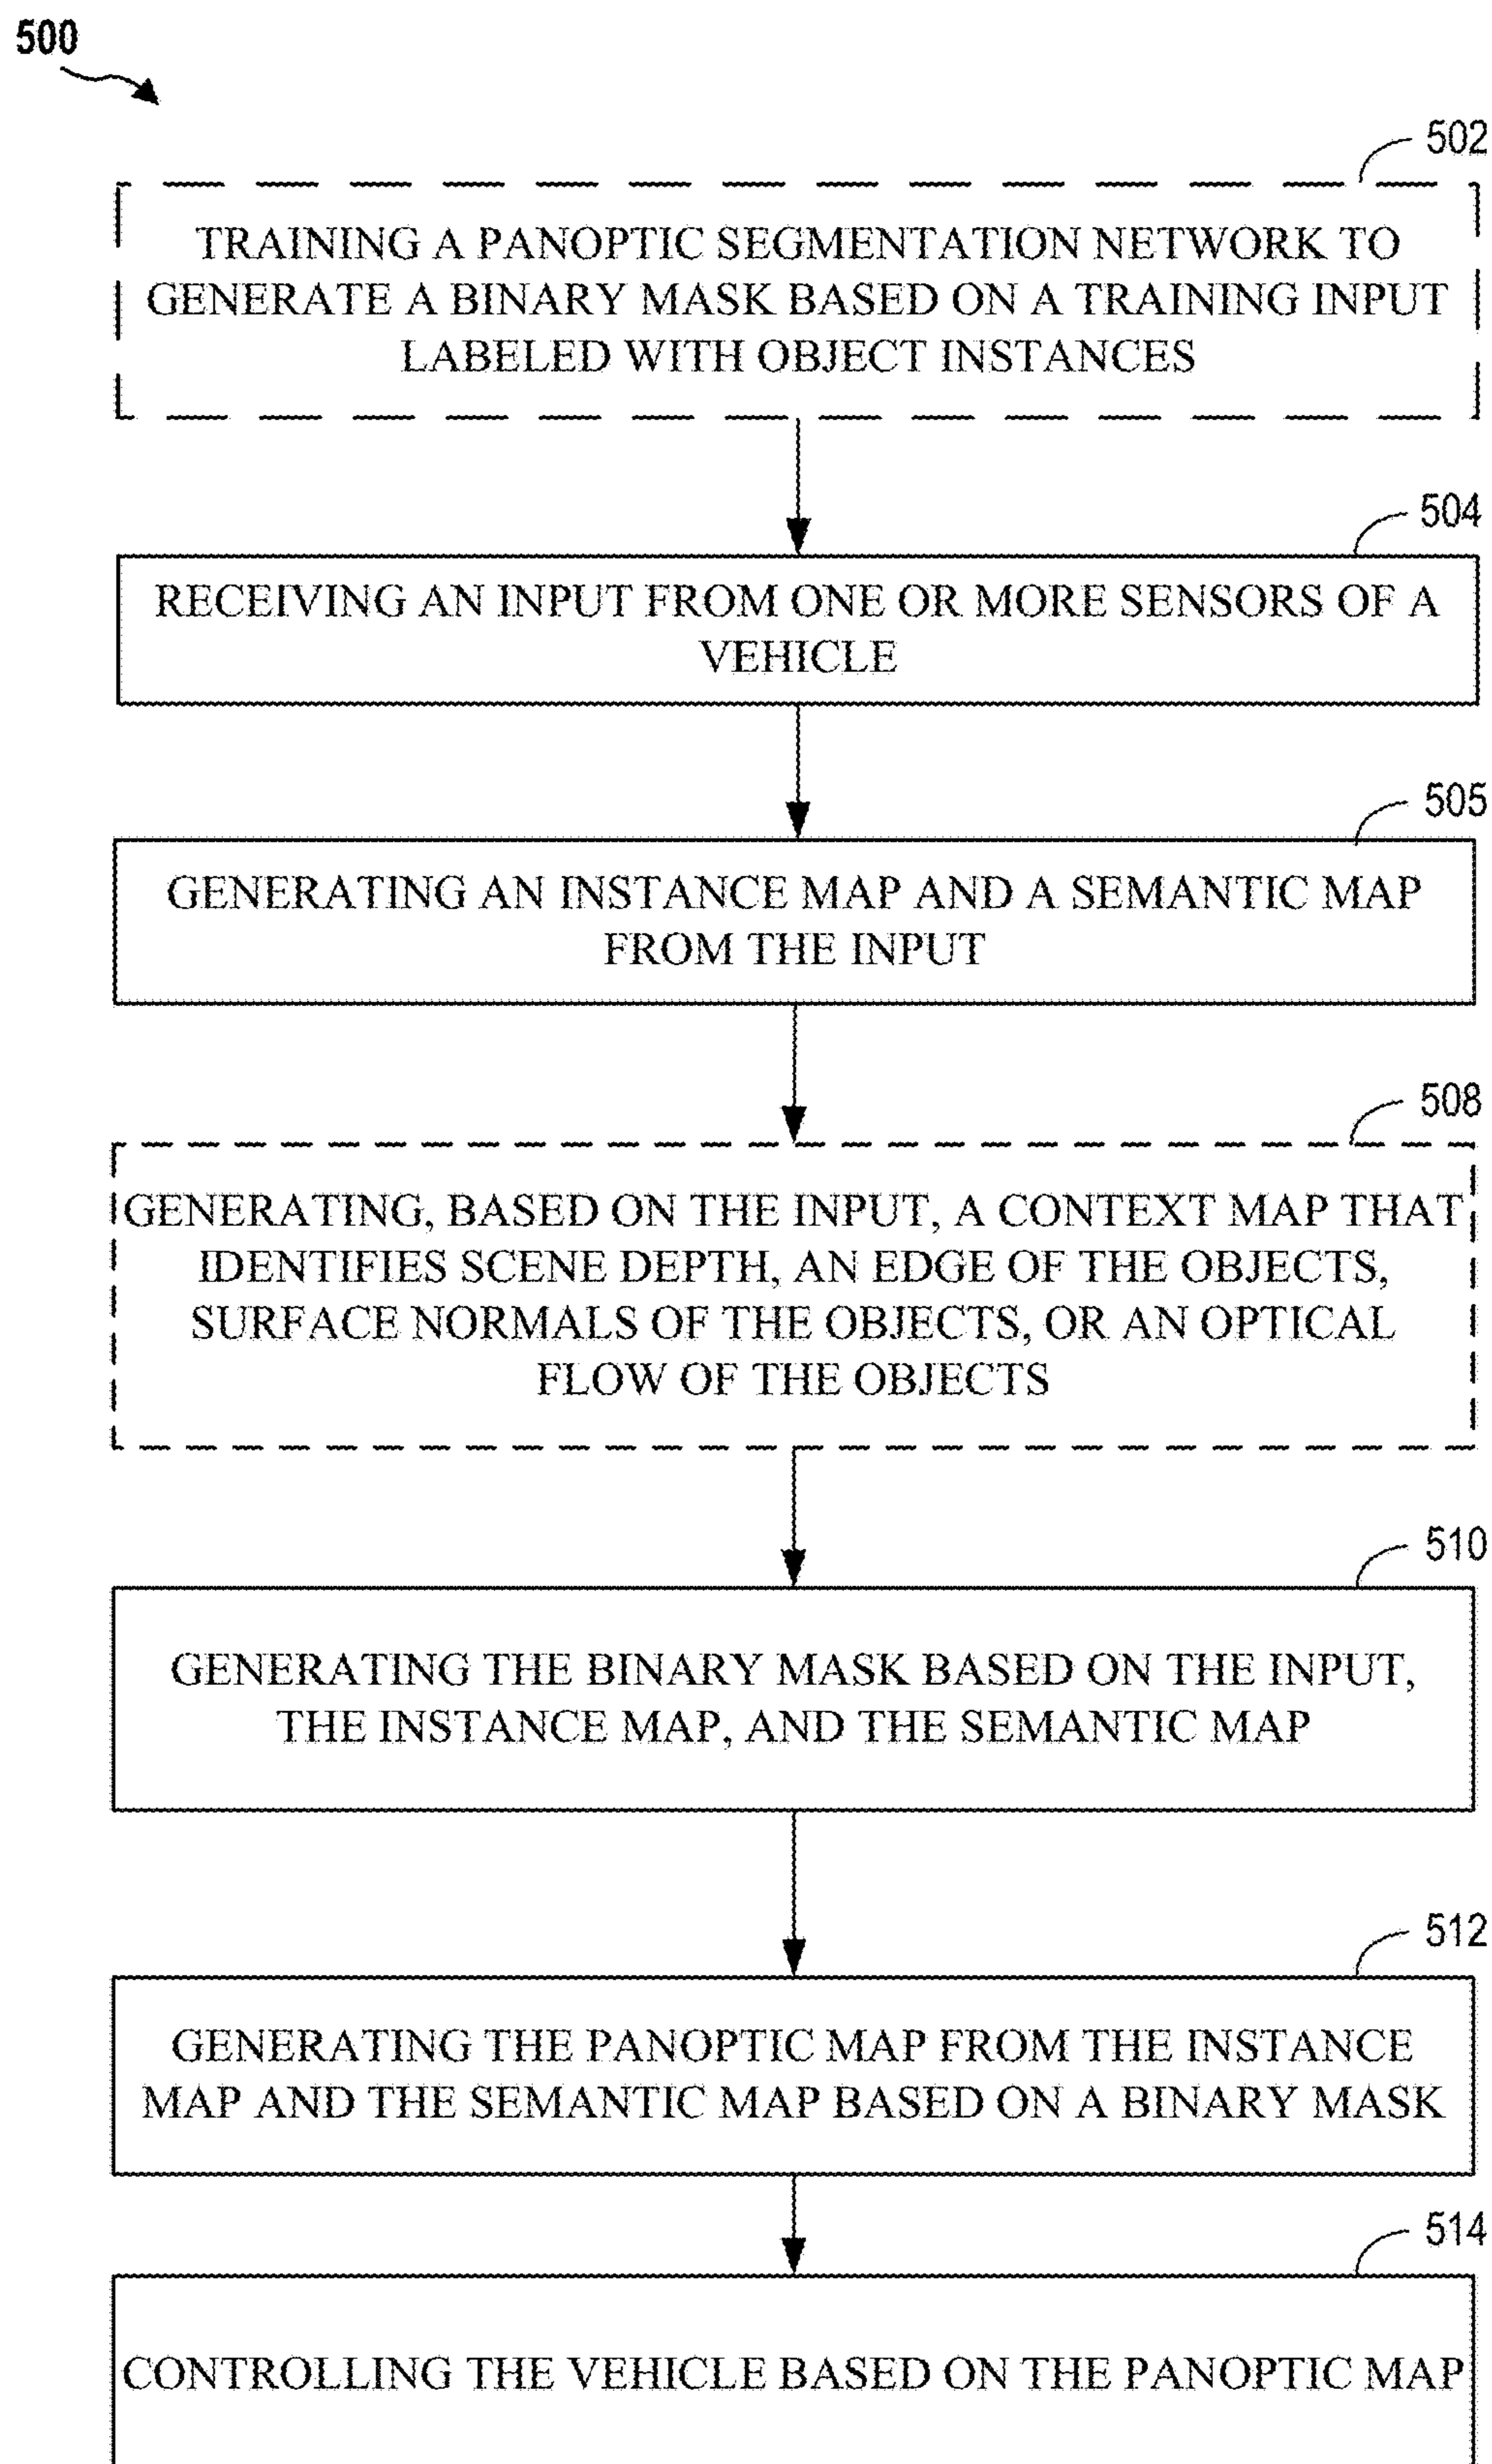 500
502
TRAINING A PANOPTIC SEGMENTATION NETWORK TO
GENERATE A BINARY MASK BASED ON A TRAINING INPUT
LABELED WITH OBJECT INSTANCES
504
RECEIVING AN INPUT FROM ONE OR MORE SENSORS OF A
VEHICLE
505
GENERATING AN INSTANCE MAP AND A SEMANTIC MAP
FROM THE INPUT
508
GENERATING, BASED ON THE INPUT, A CONTEXT MAP THAT
IDENTIFIES SCENE DEPTH, AN EDGE OF THE OBJECTS,
SURFACE NORMALS OF THE OBJECTS, OR AN OPTICAL
FLOW OF THE OBJECTS
510
GENERATING THE BINARY MASK BASED ON THE INPUT,
THE INSTANCE MAP, AND THE SEMANTIC MAP
512
GENERATING THE PANOPTIC MAP FROM THE INSTANCE
MAP AND THE SEMANTIC MAP BASED ON A BINARY MASK
514
CONTROLLING THE VEHICLE BASED ON THE PANOPTIC MAP